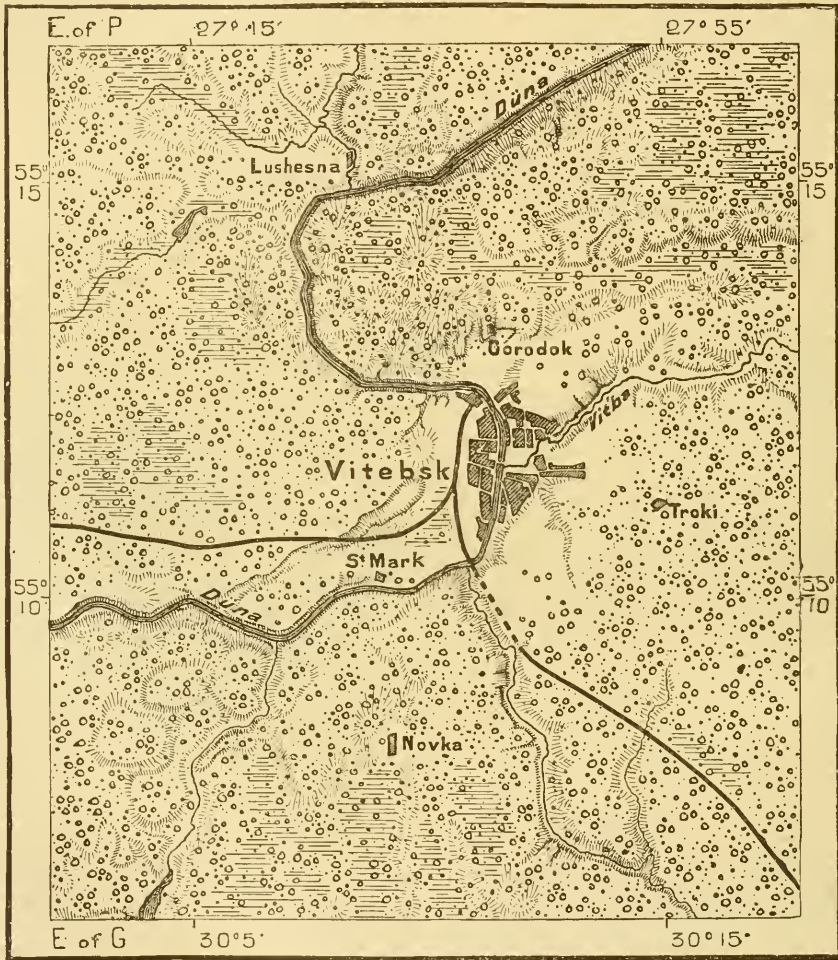 E. of P
27° 15'
27° 55'
Düna
Lushesna
55°
15
55°
15
Gorodok
Vitba
Vitebsk
Troki
St Mark
55°
10
Düna
55°
10
Novka
E. of G
30° 5'
30° 15'